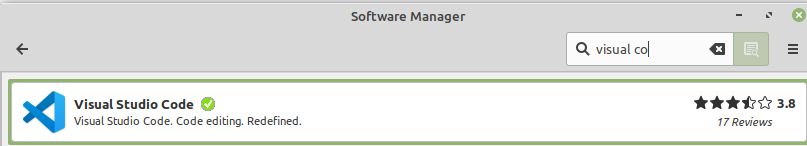 Software Manager
visual co
Visual Studio Code
3.8
Visual Studio Code. Code editing. Redefined.
17 Reviews